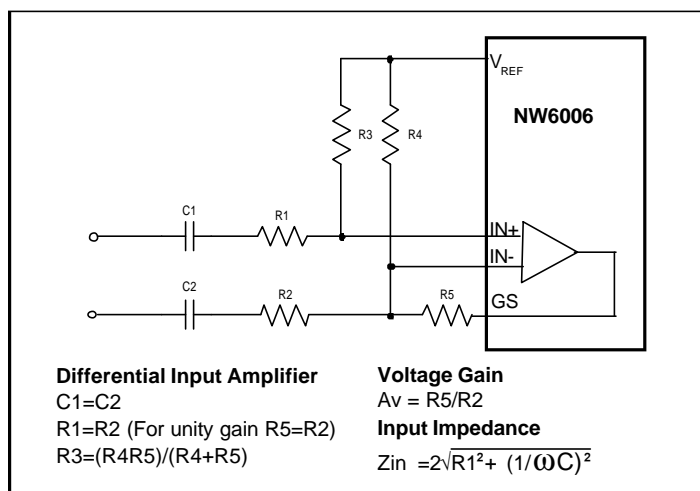 V_REF
NW6006
R3
R4
C1
R1
IN+
IN-
C2
R2
R5
GS
Differential Input Amplifier
C1=C2
R1=R2 (For unity gain R5=R2)
R3=(R4R5)/(R4+R5)
Voltage Gain
Av = R5/R2
Input Impedance
Zin =2√R1²+ (1/ωC)²